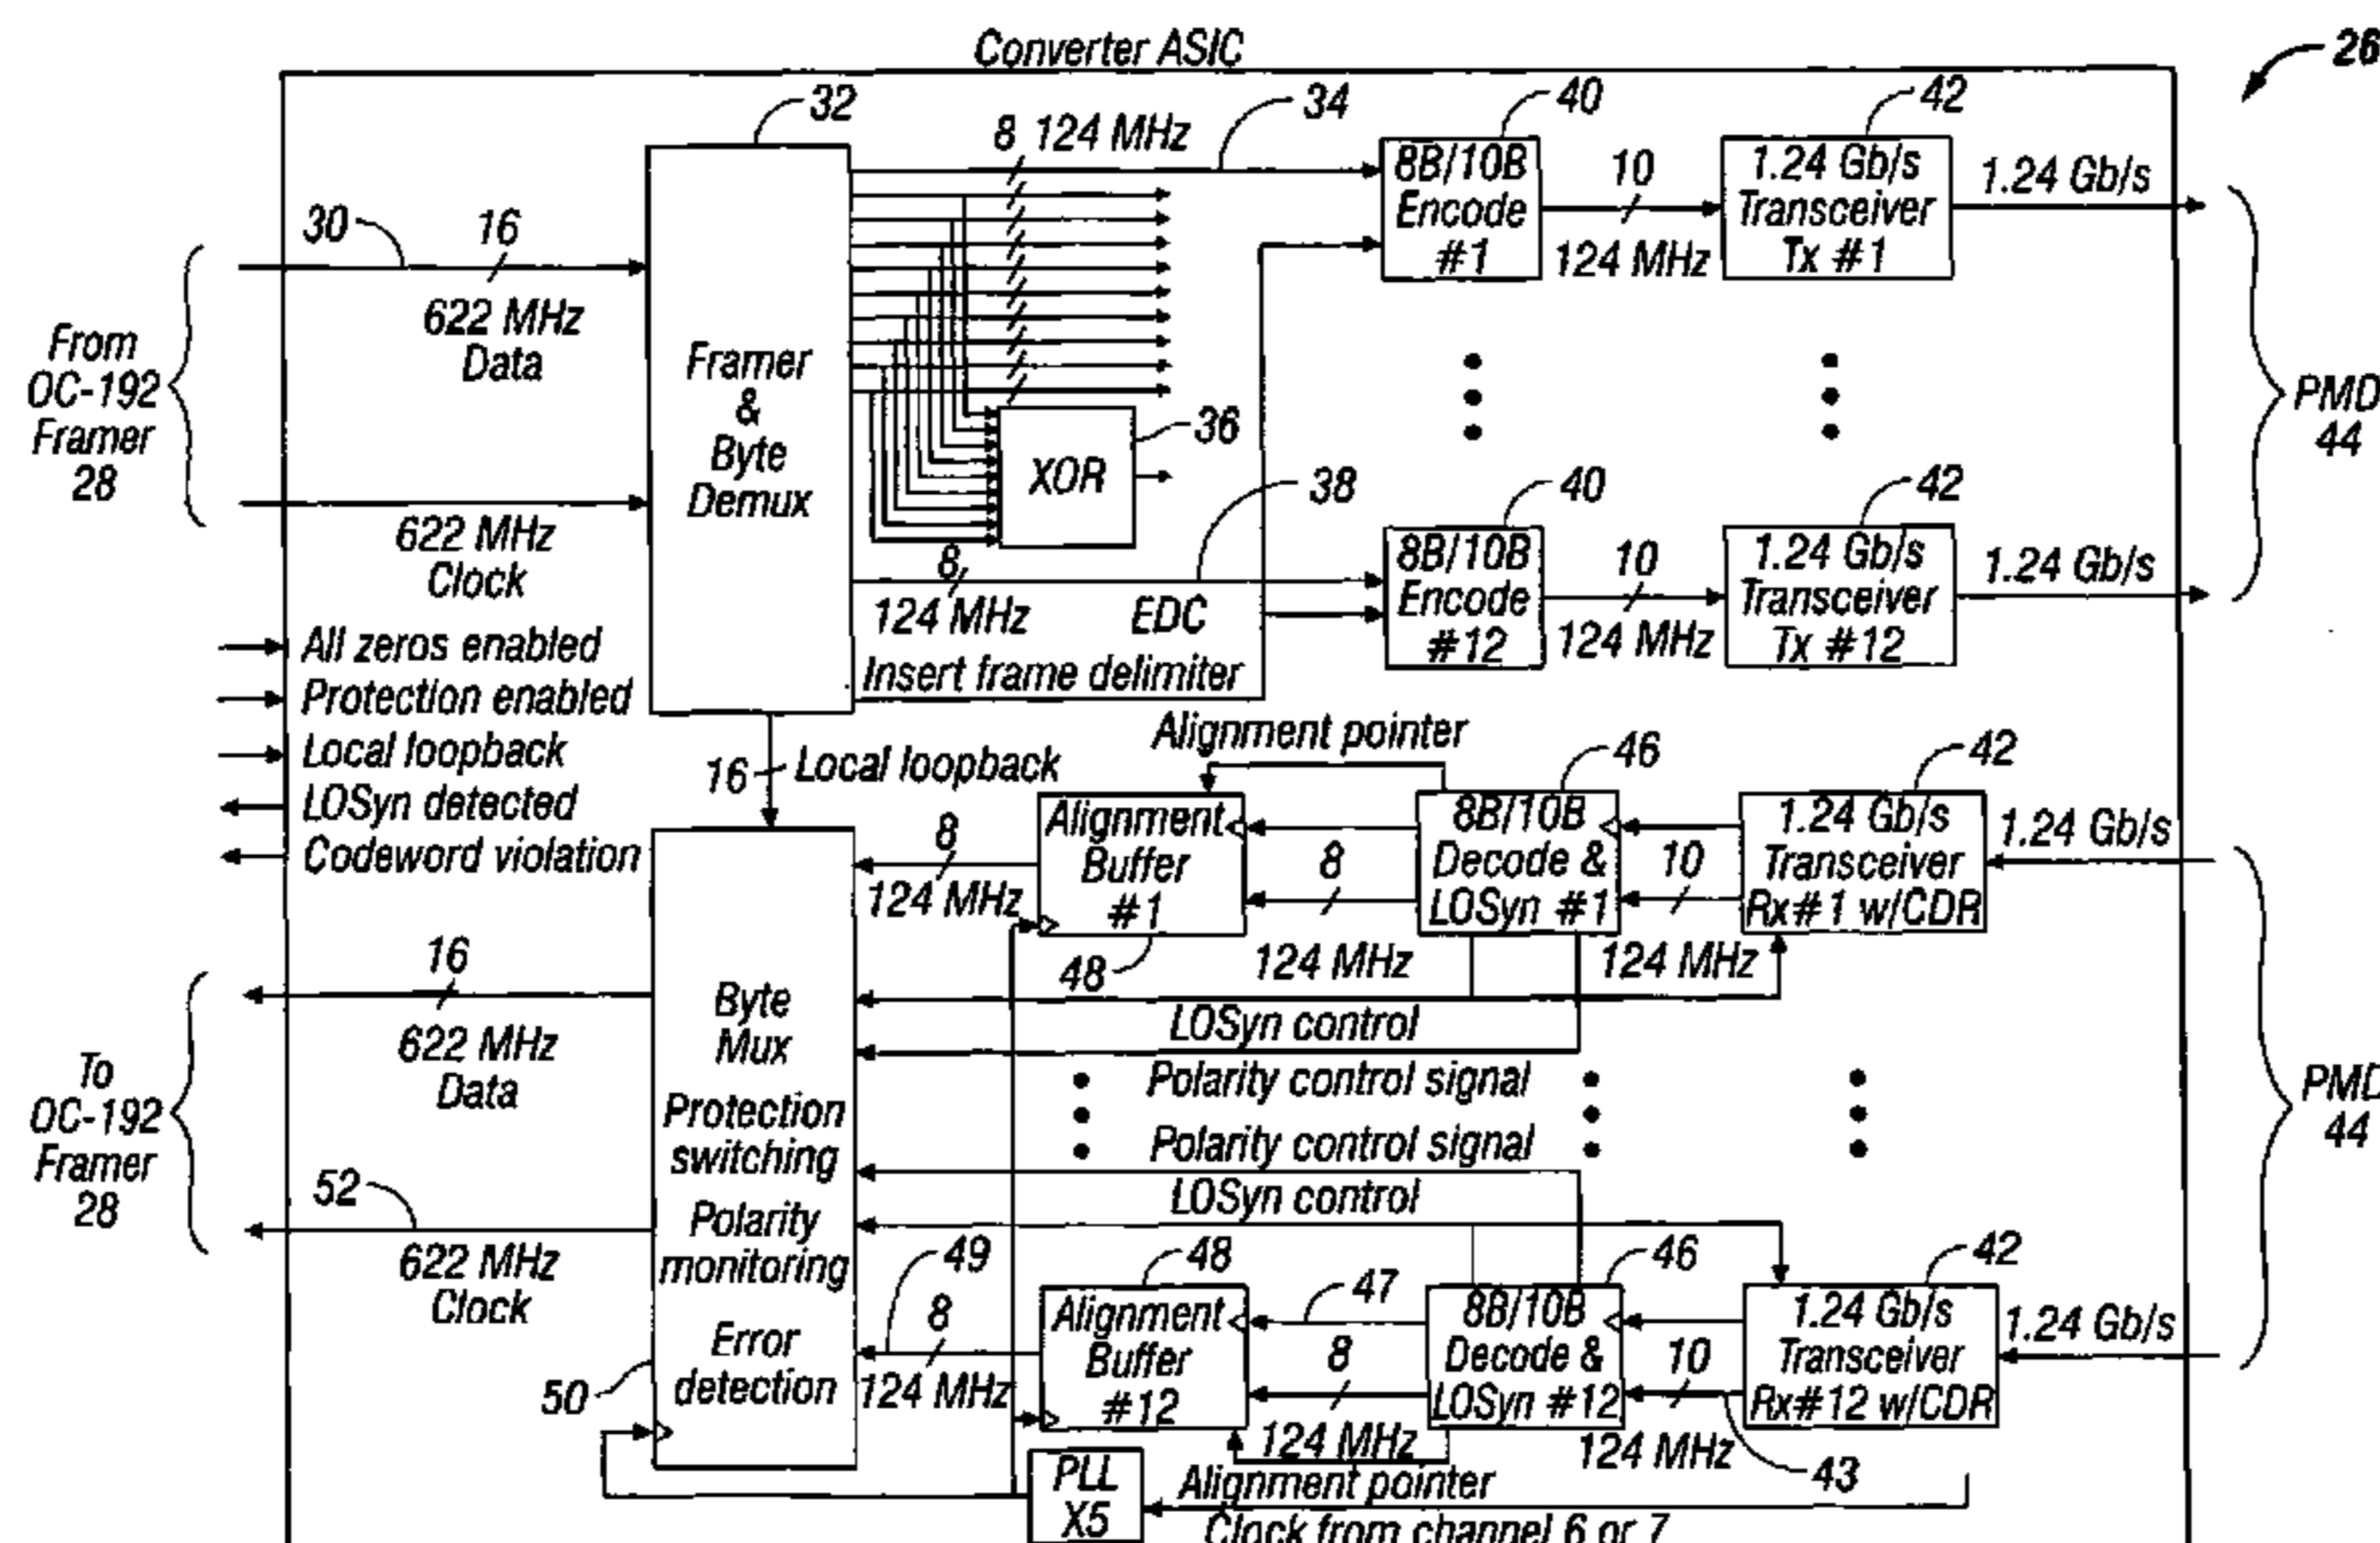 Converter ASIC
26
32
8 124 MHz
34
40
42
8B/10B
Encode
#1
10
124 MHz
1.24 Gb/s
Transceiver
Tx #1
1.24 Gb/s
30
16
622 MHz
Data
From
OC-192
Framer
28
Framer
&
Byte
Demux
622 MHz
Clock
XOR
36
38
PMD
44
40
42
8B/10B
Encode
#12
10
124 MHz
1.24 Gb/s
Transceiver
Tx #12
1.24 Gb/s
8
124 MHz
EDC
Insert frame delimiter
All zeros enabled
Protection enabled
Local loopback
LOSyn detected
Codeword violation
16
Local loopback
Alignment pointer
46
42
8
124 MHz
Alignment
Buffer
#1
48
8
124 MHz
8B/10B
Decode &
LOSyn #1
10
124 MHz
1.24 Gb/s
Transceiver
Rx#1 w/CDR
1.24 Gb/s
16
622 MHz
Data
To
OC-192
Framer
28
52
622 MHz
Clock
Byte
Mux
Protection
switching
Polarity
monitoring
Error
detection
50
LOSyn control
Polarity control signal
Polarity control signal
LOSyn control
PMD
44
49
8
124 MHz
48
Alignment
Buffer
#12
47
8
124 MHz
46
8B/10B
Decode &
LOSyn #12
10
124 MHz
43
42
1.24 Gb/s
Transceiver
Rx#12 w/CDR
1.24 Gb/s
PLL
X5
Alignment pointer
Clock from channel 6 or 7